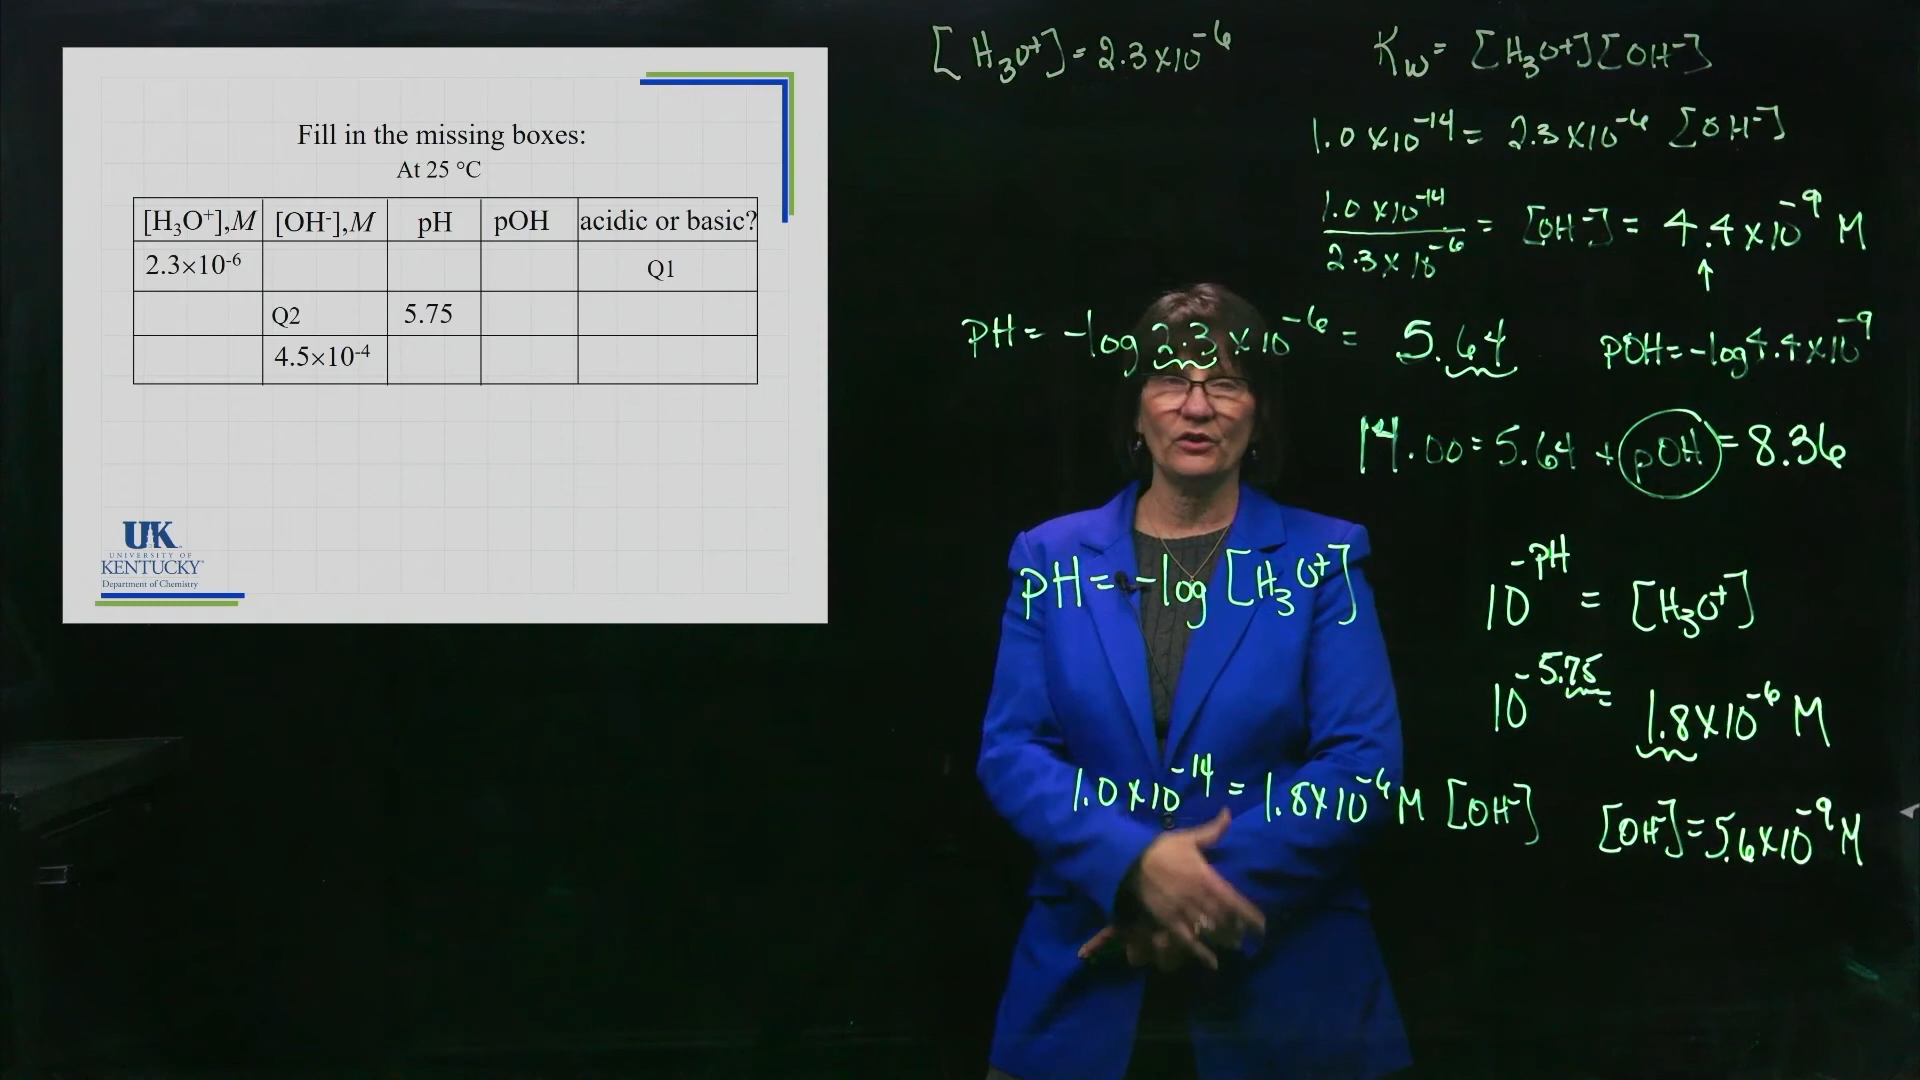 Fill in the missing boxes:
At 25 °C
[H₃O⁺],M [OH⁻],M pH pOH acidic or basic?
2.3×10⁻⁶ Q1
Q2 5.75
4.5×10⁻⁴
UK
UNIVERSITY OF
KENTUCKY
Department of Chemistry
[H₃O⁺] = 2.3×10⁻⁶
Kw = [H₃O⁺][OH⁻]
1.0×10⁻¹⁴ = 2.3×10⁻⁶ [OH⁻]
1.0×10⁻¹⁴
2.3×10⁻⁶
= [OH⁻] = 4.4×10⁻⁹ M
↑
pH = -log 2.3×10⁻⁶ = 5.64
pOH = -log 4.4×10⁻⁹
14.00 = 5.64 + pOH = 8.36
pH = -log [H₃O⁺]
10⁻ᵖᴴ = [H₃O⁺]
10⁻⁵·⁷⁵ = 1.8×10⁻⁶ M
1.0×10⁻¹⁴ = 1.8×10⁻⁶ M [OH⁻]
[OH⁻] = 5.6×10⁻⁹ M